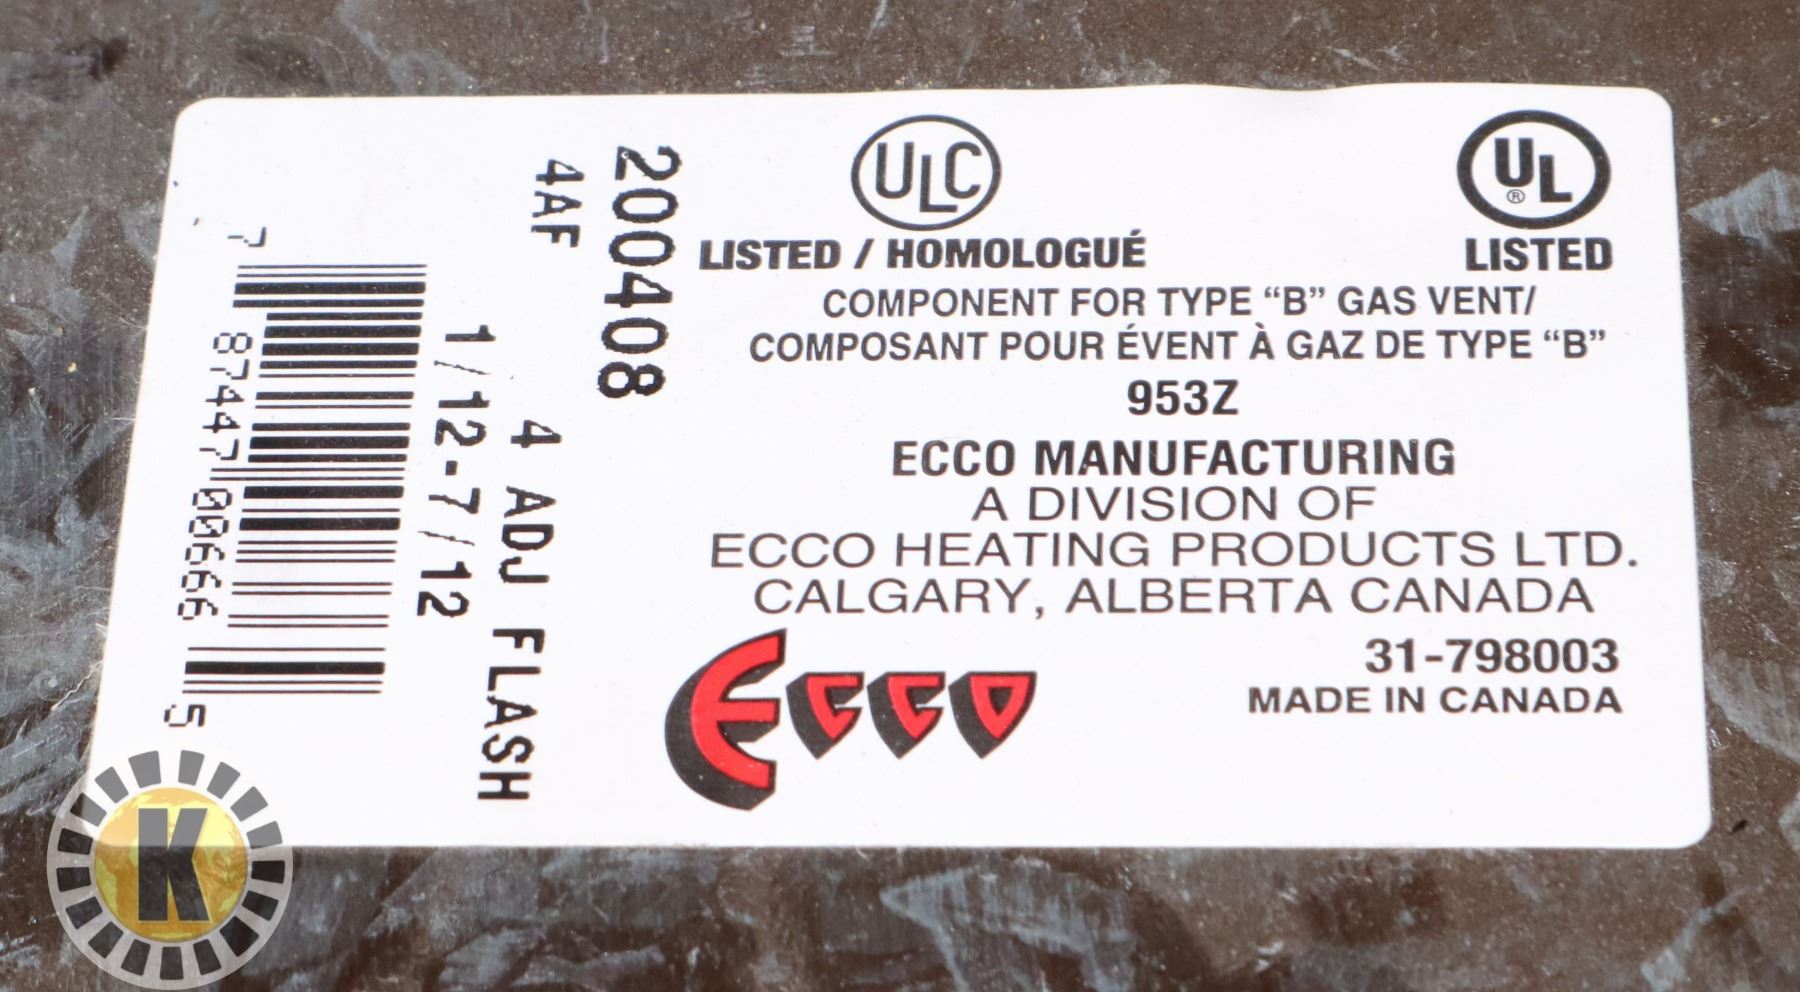 ULC
LISTED / HOMOLOGUÉ
UL
®
LISTED
COMPONENT FOR TYPE “B” GAS VENT/
COMPOSANT POUR ÉVENT À GAZ DE TYPE “B”
953Z
ECCO MANUFACTURING
A DIVISION OF
ECCO HEATING PRODUCTS LTD.
CALGARY, ALBERTA CANADA
31-798003
MADE IN CANADA
ECCO
200408
4AF
4 ADJ FLASH
1/12-7/12
7 87447 00666 5
K